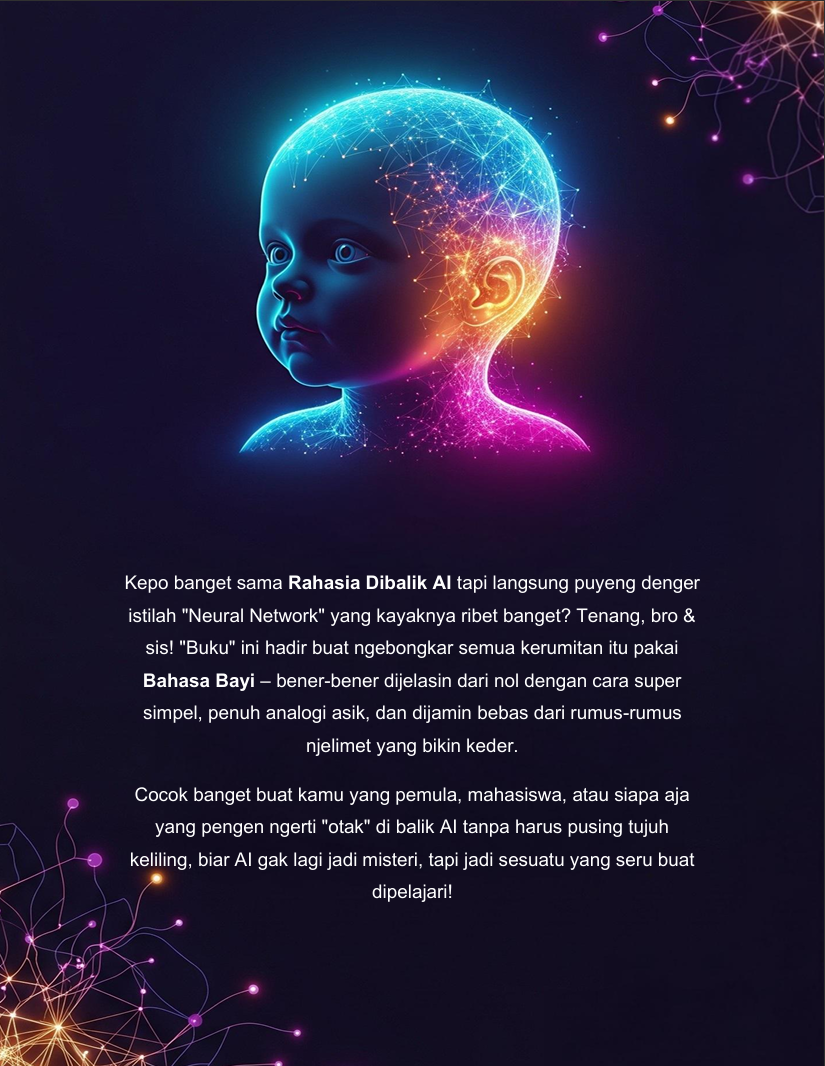 Kepo banget sama Rahasia Dibalik AI tapi langsung puyeng denger
istilah "Neural Network" yang kayaknya ribet banget? Tenang, bro &
sis! "Buku" ini hadir buat ngebongkar semua kerumitan itu pakai
Bahasa Bayi – bener-bener dijelasin dari nol dengan cara super
simpel, penuh analogi asik, dan dijamin bebas dari rumus-rumus
njelimet yang bikin keder.
Cocok banget buat kamu yang pemula, mahasiswa, atau siapa aja
yang pengen ngerti "otak" di balik AI tanpa harus pusing tujuh
keliling, biar AI gak lagi jadi misteri, tapi jadi sesuatu yang seru buat
dipelajari!